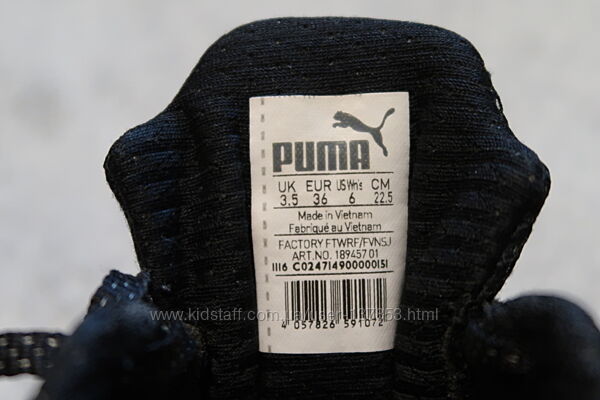 PUMA
UK EUR US Wn's CM
3.5 36 6 22.5
Made in Vietnam
Fabriqué au Vietnam
FACTORY FTWRF/FVNSJ
ART.NO. 189457 01
1116 C024714900000151
4 057826 591072